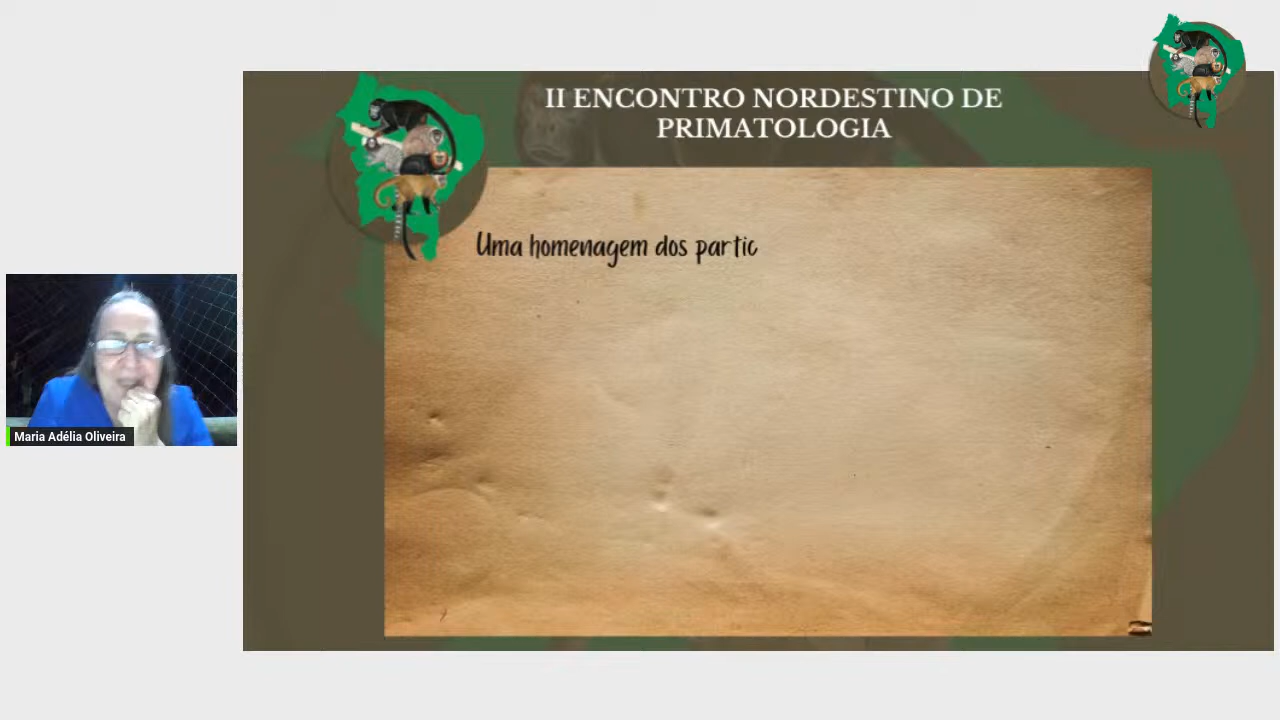 II ENCONTRO NORDESTINO DE
PRIMATOLOGIA
Uma homenagem dos partic
Maria Adélia Oliveira